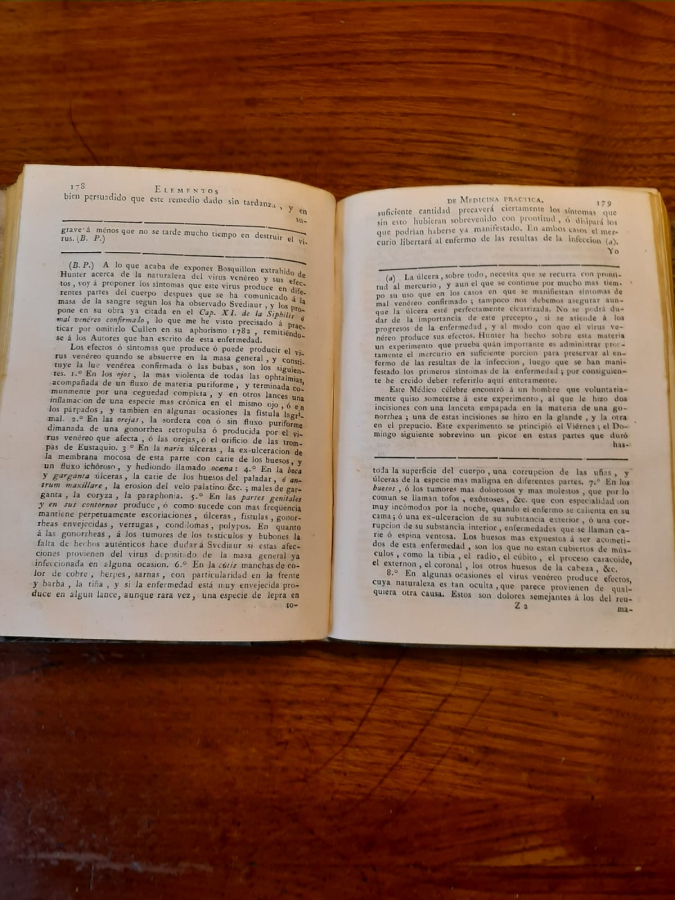 178
ELEMENTOS
bien persuadido que este remedio dado sin tardanza, y en
su-
grave á ménos que no se tarde mucho tiempo en destruir el vi-
rus. (B. P.)
(B. P.) A lo que acaba de exponer Bosquillon extrahido de
Hunter acerca de la naturaleza del virus venéreo y sus efec-
tos, voy á proponer los síntomas que este virus produce en dife-
rentes partes del cuerpo despues que se ha comunicado á la
masa de la sangre segun los ha observado Svediaur, y los pro-
pone en su obra ya citada en el Cap. XI. de la Siphilis ó
mal venéreo confirmado, lo que me he visto precisado á prac-
ticar por omitirlo Cullen en su aphorismo 1782, remitiéndo-
se á los Autores que han escrito de esta enfermedad.
Los efectos ó síntomas que produce ó puede producir el vi-
rus venéreo quando se absuerve en la masa general, y consti-
tuye la lue venérea confirmada ó las bubas, son los siguien-
tes. 1.º En los ojos, la mas violenta de todas las ophtalmias,
acompañada de un fluxo de materia puriforme, y terminada co-
munmente por una ceguedad completa, y en otros lances una
inflamacion de una especie mas crónica en el mismo ojo, ó en
los párpados, y tambien en algunas ocasiones la fístula lagri-
mal. 2.º En las orejas, la sordera con ó sin fluxo puriforme
dimanada de una gonorrhea retropulsa ó producida por el vi-
rus venéreo que afecta, ó las orejas, ó el orificio de las trom-
pas de Eustaquio. 3.º En la nariz úlceras, la ex-ulceracion de
la membrana mocosa de esta parte con carie de los huesos, y
un fluxo ichôroso, y hediondo llamado ocena: 4.º En la boca
y garganta úlceras, la carie de los huesos del paladar, ó an-
trum maxillare, la erosion del velo palatino &c.; males de gar-
ganta, la coryza, la paraphonia. 5.º En las partes genitales
y en sus contornos produce, ó como sucede con mas freqüencia
mantiene perpetuamente escoriaciones, úlceras, fistulas, gonor-
rheas envejecidas, verrugas, condilomas, polypos. En quanto
á las gonorrheas, á los tumores de los tistículos y bubones la
falta de hechos auténticos hace dudar á Svediaur si estas afec-
ciones provienen del virus depositado de la masa general ya
infeccionada en alguna ocasion. 6.º En la cútis manchas de co-
lor de cobre, herpes, sarnas, con particularidad en la frente
y barba, la tiña, y si la enfermedad está muy envejecida pro-
duce en algun lance, aunque rara vez, una especie de lepra en
to-
DE MEDICINA PRACTICA.
179
suficiente cantidad precaverá ciertamente los síntomas que
sin esto hubieran sobrevenido con prontitud, ó disipará los
que podrian haberse ya manifestado. En ambos casos el mer-
curio libertará al enfermo de las resultas de la infeccion (a).
Yo
(a) La úlcera, sobre todo, necesita que se recurra con pronti-
tud al mercurio, y aun el que se continúe por mucho mas tiem-
po su uso que en los casos en que se manifiestan síntomas de
mal venéreo confirmado; tampoco nos debemos asegurar aun-
que la úlcera esté perfectamente cicatrizada. No se podrá du-
dar de la importancia de este precepto, si se atiende á los
progresos de la enfermedad, y al modo con que el virus ve-
néreo produce sus efectos. Hunter ha hecho sobre esta materia
un experimento que prueba quán importante es administrar pron-
tamente el mercurio en suficiente porcion para preservar al en-
fermo de las resultas de la infeccion, luego que se han mani-
festado los primeros síntomas de la enfermedad; por consiguien-
te he creido deber referirlo aquí enteramente.
Este Médico célebre encontró á un hombre que voluntaria-
mente quiso someterse á este experimento, al que le hizo dos
incisiones con una lanceta empapada en la materia de una go-
norrhea; una de estas incisiones se hizo en la glande, y la otra
en el prepucio. Este experimento se principió el Viérnes; el Do-
mingo siguiente sobrevino un picor en estas partes que duró
has-
toda la superficie del cuerpo, una corrupcion de las uñas, y
úlceras de la especie mas maligna en diferentes partes. 7.º En los
huesos, ó los tumores mas dolorosos y mas molestos, que por lo
comun se llaman tofos, exôstoses, &c. que con especialidad son
muy incómodos por la noche, quando el enfermo se calienta en su
cama; ó una ex-ulceracion de su substancia exterior, ó una cor-
rupcion de su substancia interior, enfermedades que se llaman ca-
rie ó espina ventosa. Los huesos mas expuestos á ser acometi-
dos de esta enfermedad, son los que no estan cubiertos de mús-
culos, como la tibia, el radio, el cúbito, el proceso caracoide,
el externon, el coronal, los otros huesos de la cabeza, &c.
8.º En algunas ocasiones el virus venéreo produce efectos,
cuya naturaleza es tan oculta, que parece provienen de qual-
quiera otra causa. Estos son dolores semejantes á los del reu-
Z 2
ma-